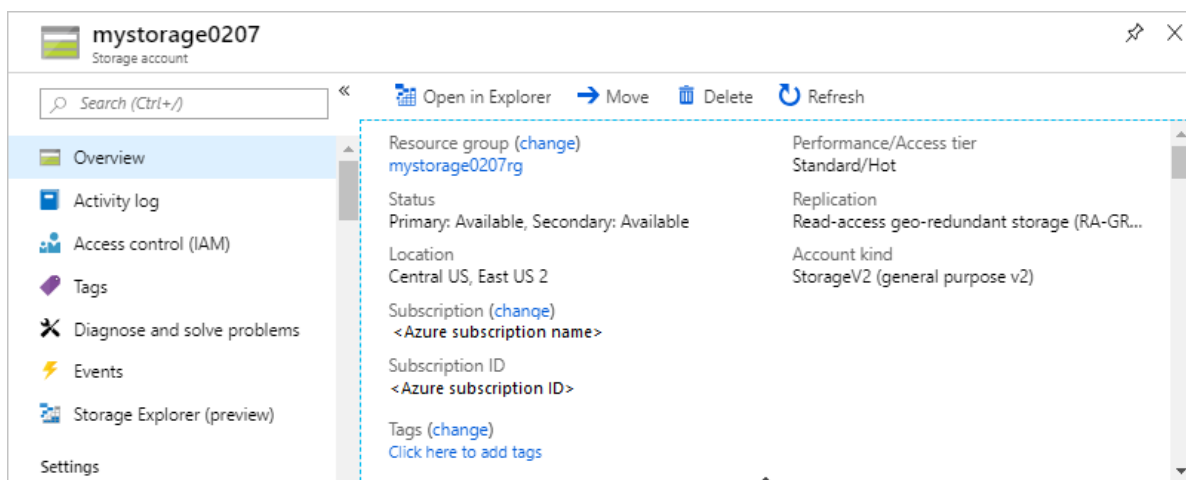 mystorage0207
Storage account
Search (Ctrl+/)
«
Overview
Activity log
Access control (IAM)
Tags
Diagnose and solve problems
Events
Storage Explorer (preview)
Settings
Open in Explorer Move Delete Refresh
Resource group (change)
mystorage0207rg
Status
Primary: Available, Secondary: Available
Location
Central US, East US 2
Subscription (change)
<Azure subscription name>
Subscription ID
<Azure subscription ID>
Tags (change)
Click here to add tags
Performance/Access tier
Standard/Hot
Replication
Read-access geo-redundant storage (RA-GR...
Account kind
StorageV2 (general purpose v2)